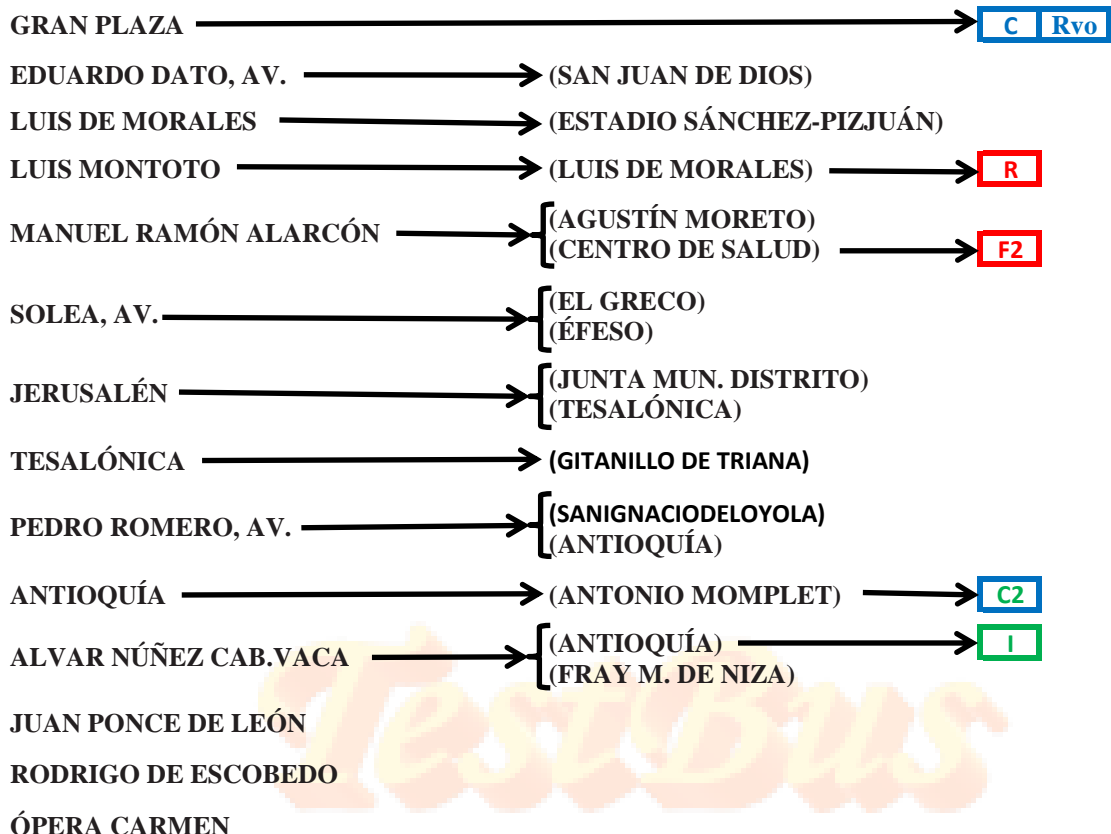 GRAN PLAZA C Rvo
EDUARDO DATO, AV. (SAN JUAN DE DIOS)
LUIS DE MORALES (ESTADIO SÁNCHEZ-PIZJUÁN)
LUIS MONTOTO (LUIS DE MORALES) R
MANUEL RAMÓN ALARCÓN (AGUSTÍN MORETO)
(CENTRO DE SALUD) F2
SOLEA, AV. (EL GRECO)
(ÉFESO)
JERUSALÉN (JUNTA MUN. DISTRITO)
(TESALÓNICA)
TESALÓNICA (GITANILLO DE TRIANA)
PEDRO ROMERO, AV. (SANIGNACIODELOYOLA)
(ANTIOQUÍA)
ANTIOQUÍA (ANTONIO MOMPLET) C2
ALVAR NÚÑEZ CAB.VACA (ANTIOQUÍA) I
(FRAY M. DE NIZA)
JUAN PONCE DE LEÓN
RODRIGO DE ESCOBEDO
ÓPERA CARMEN
TestBus